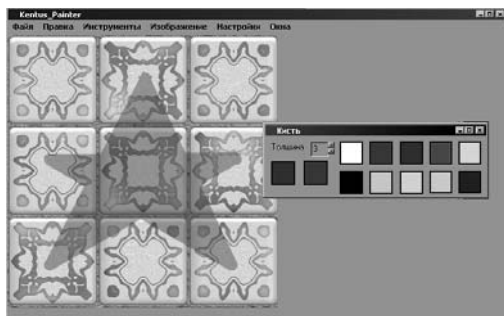 Kentus_Painter
Файл Правка Инструменты Изображение Настройки Окна
Кисть
Толщина 3